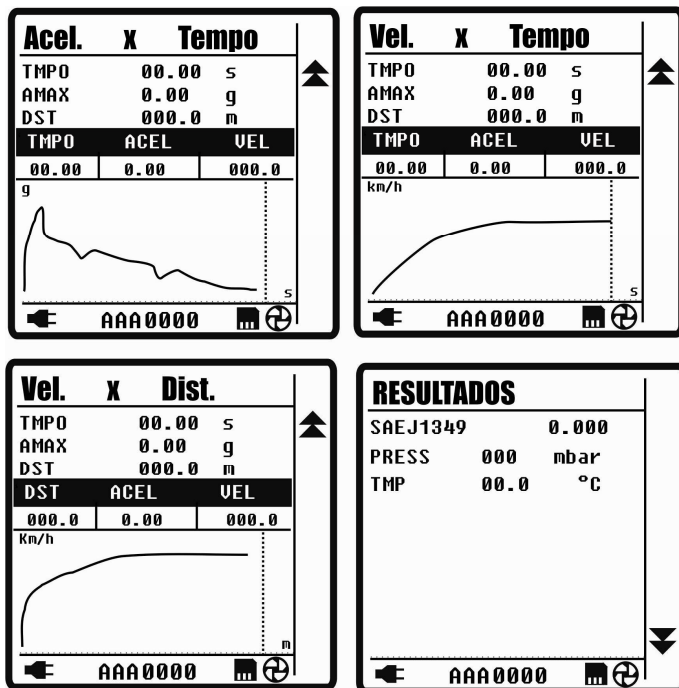 Acel. x Tempo
TMPO 00.00 s
AMAX 0.00 g
DST 000.0 m
TMPO ACEL VEL
00.00 0.00 000.0
g
s
AAA0000
Vel. x Tempo
TMPO 00.00 s
AMAX 0.00 g
DST 000.0 m
TMPO ACEL VEL
00.00 0.00 000.0
km/h
s
AAA0000
Vel. x Dist.
TMPO 00.00 s
AMAX 0.00 g
DST 000.0 m
DST ACEL VEL
000.0 0.00 000.0
Km/h
m
AAA0000
RESULTADOS
SAEJ1349 0.000
PRESS 000 mbar
TMP 00.0 °C
AAA0000